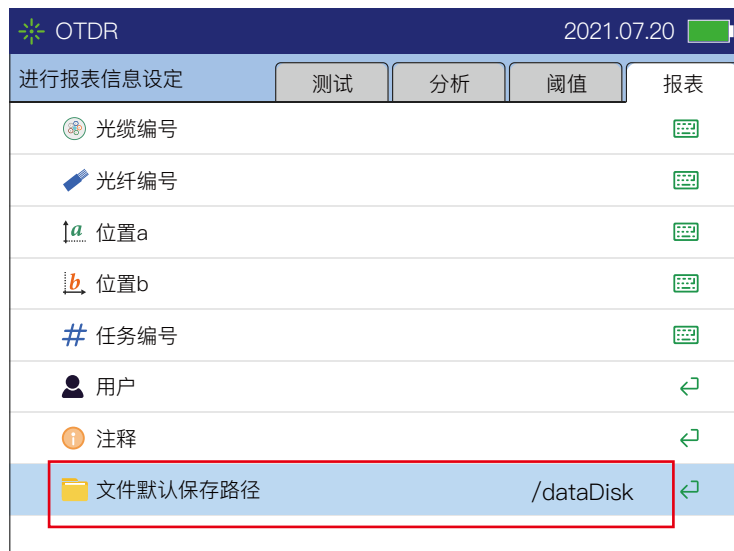 OTDR 2021.07.20
进行报表信息设定 测试 分析 阈值 报表
光缆编号
光纤编号
a 位置a
b 位置b
# 任务编号
用户
注释
文件默认保存路径 /dataDisk